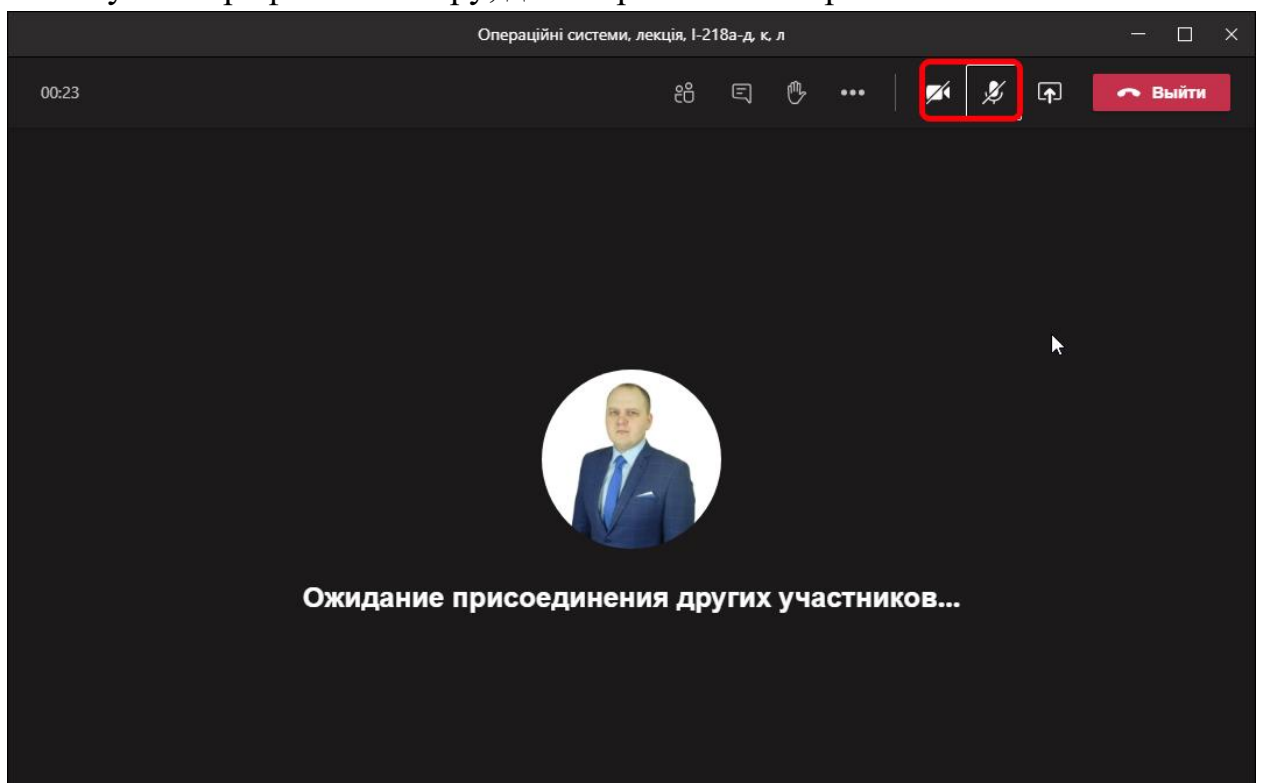 Операційні системи, лекція, І-218а-д, к, л
00:23
Выйти
Ожидание присоединения других участников...